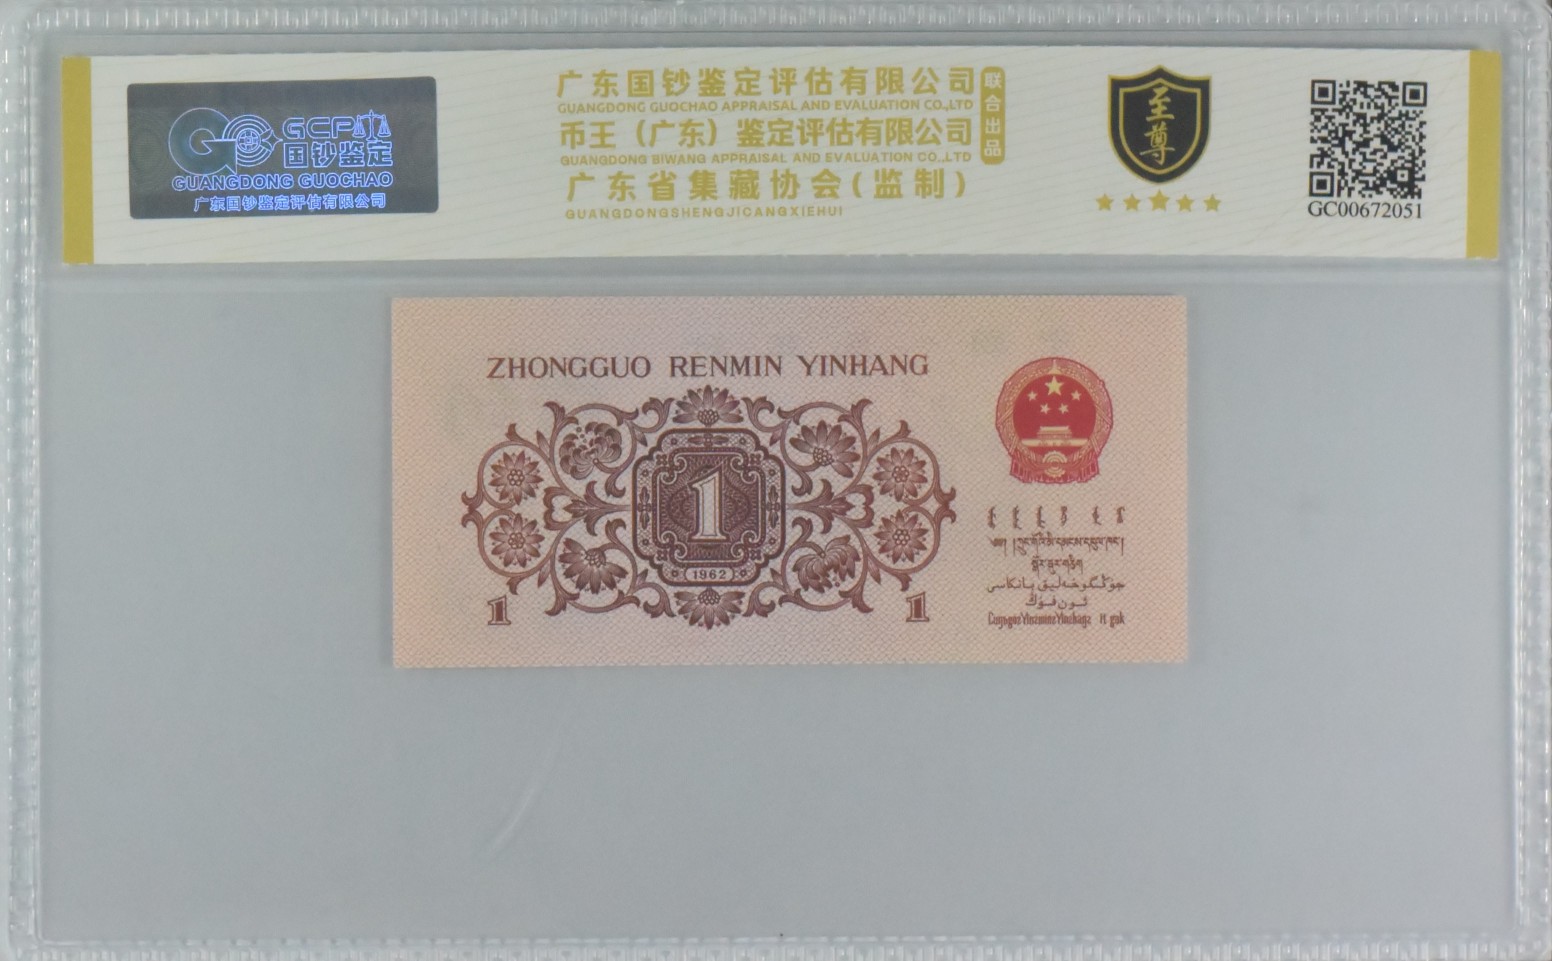 GCP
国钞鉴定
GUANGDONG GUOCHAO
广东国钞鉴定评估有限公司
广东国钞鉴定评估有限公司
GUANGDONG GUOCHAO APPRAISAL AND EVALUATION CO.,LTD
币王（广东）鉴定评估有限公司
GUANGDONG BIWANG APPRAISAL AND EVALUATION CO.,LTD
广东省集藏协会(监制)
GUANGDONGSHENGJICANGXIEHUI
联合出品
至尊
GC00672051
ZHONGGUO RENMIN YINHANG
1
1962
1
1
جۇڭگو خەلىق بانكاسى